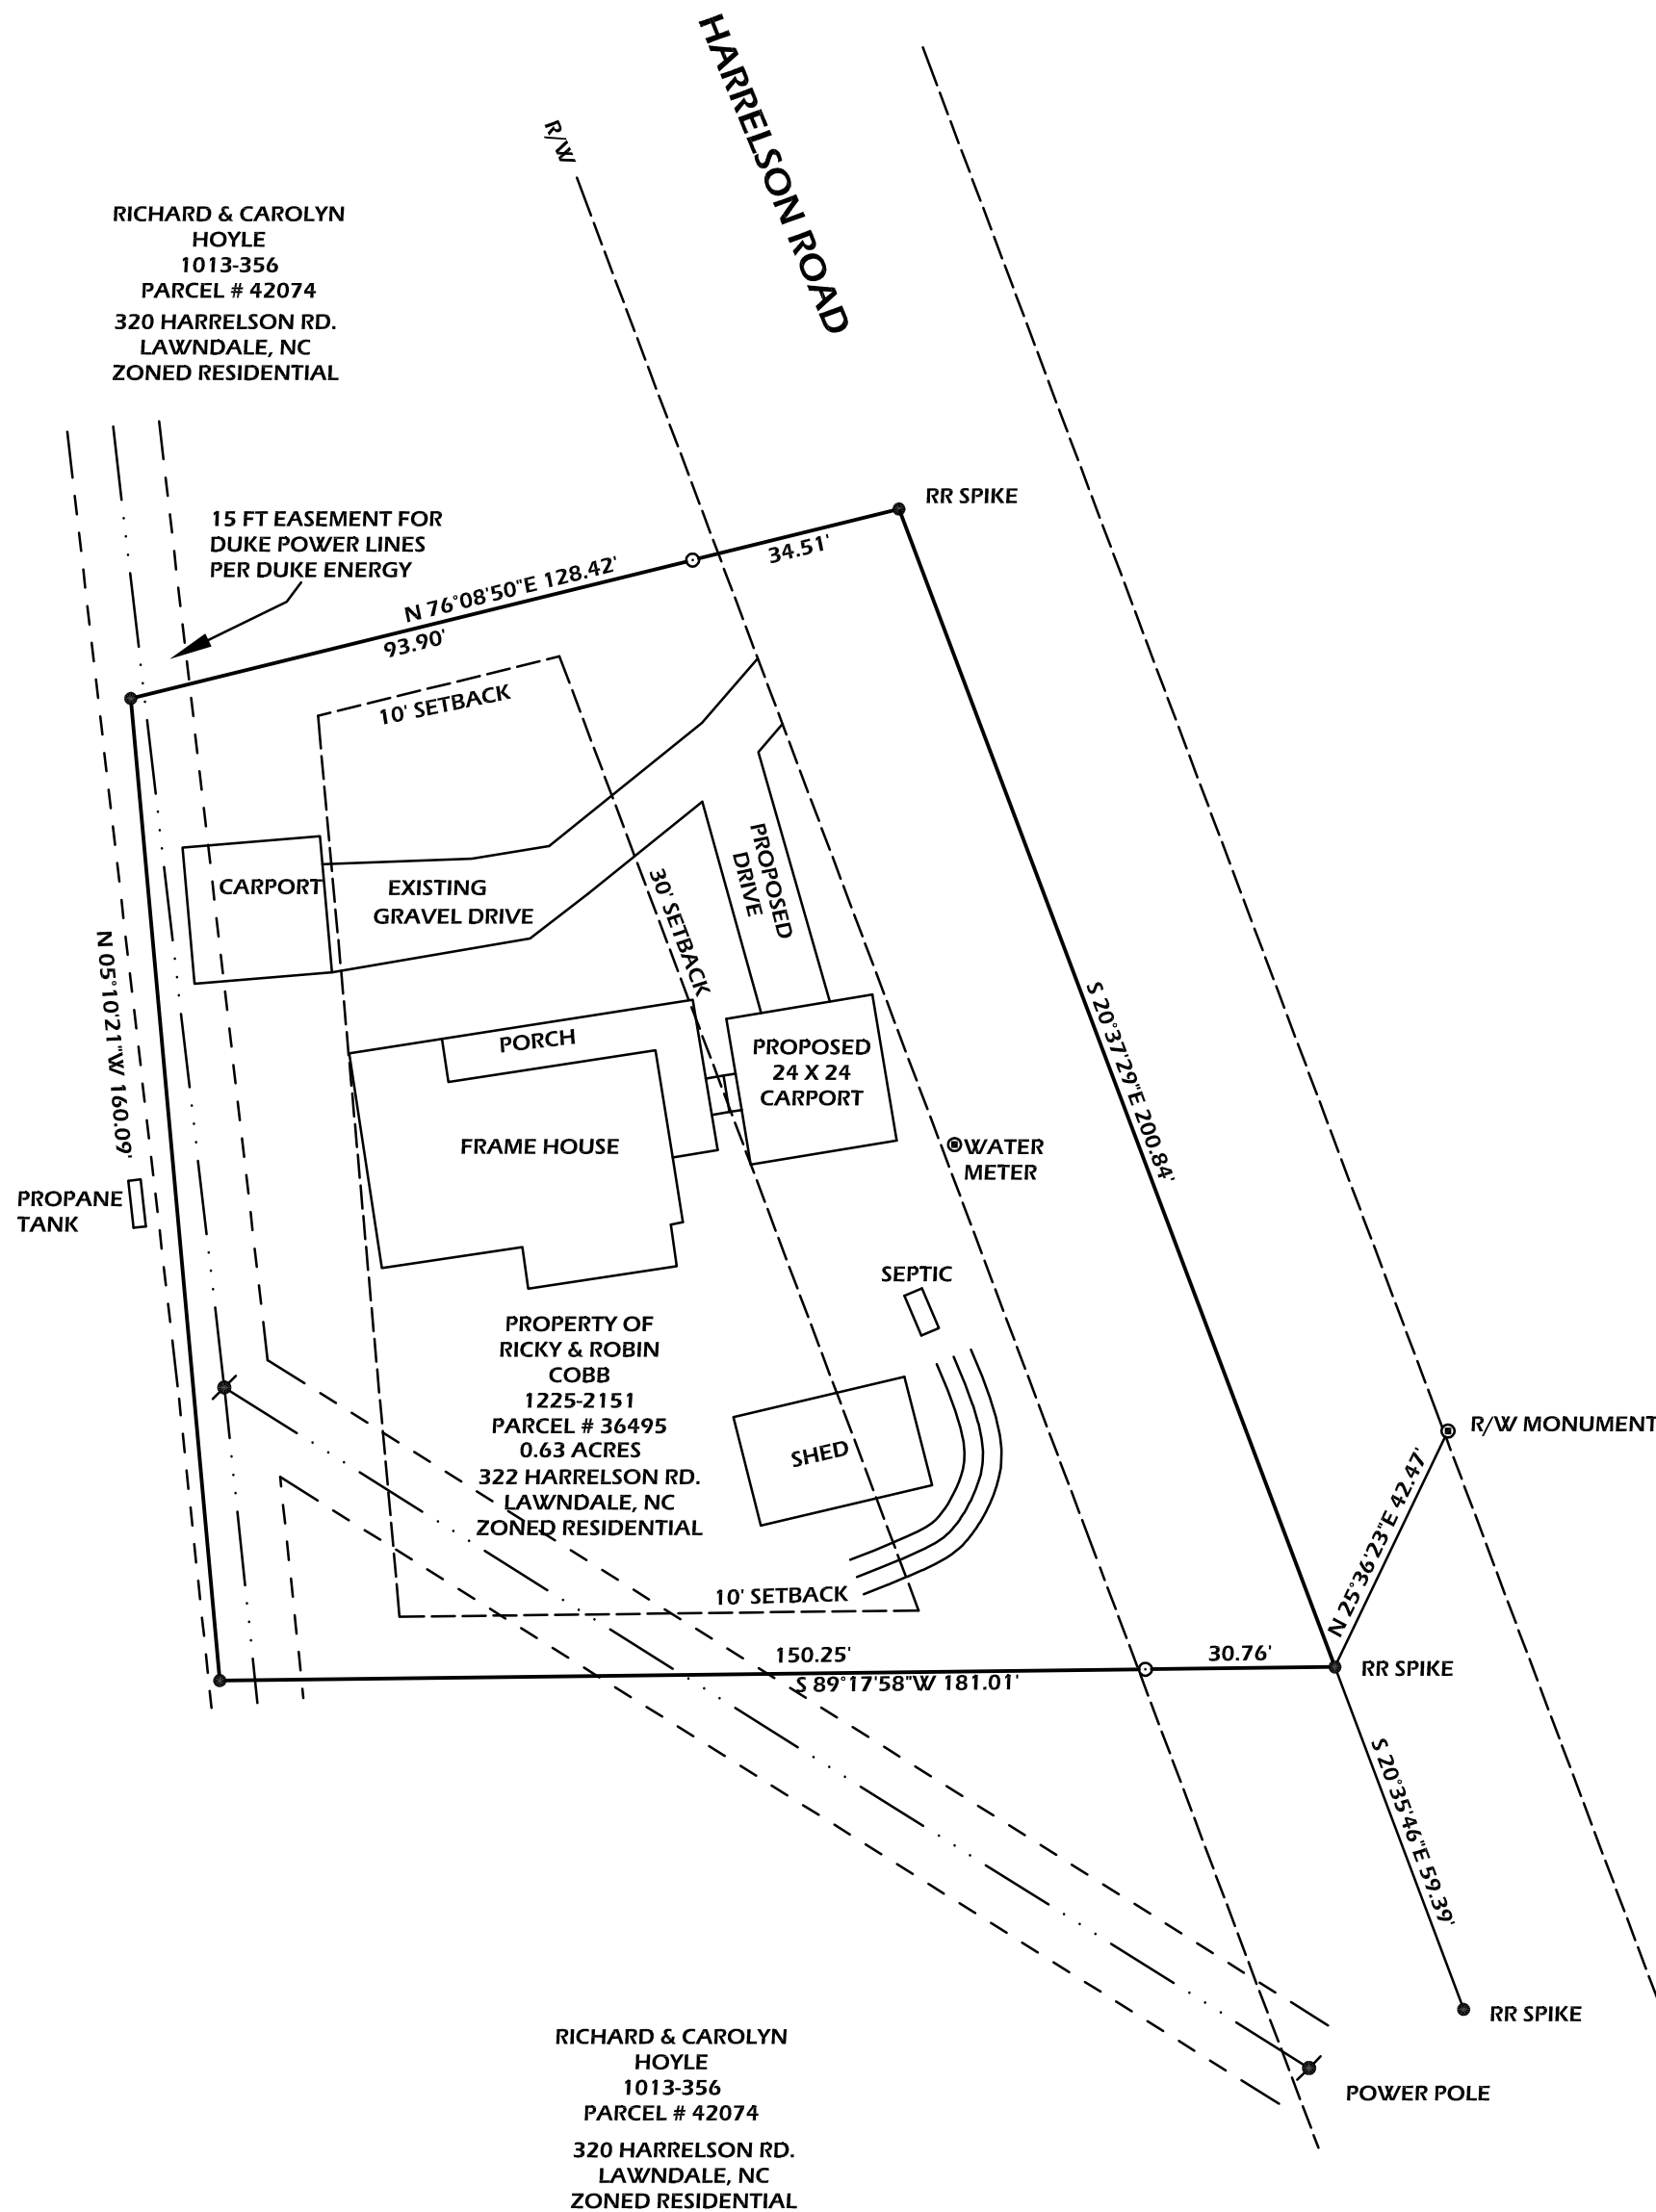 HARRELSON ROAD
R/W
RICHARD & CAROLYN
HOYLE
1013-356
PARCEL # 42074
320 HARRELSON RD.
LAWNDALE, NC
ZONED RESIDENTIAL
RR SPIKE
15 FT EASEMENT FOR
DUKE POWER LINES
PER DUKE ENERGY
N 76°08'50"E 128.42'
34.51'
93.90'
10' SETBACK
CARPORT
EXISTING
GRAVEL DRIVE
PROPOSED
DRIVE
30' SETBACK
N 05°10'21"W 160.09'
S 20°37'29"E 200.84'
PORCH
PROPOSED
24 X 24
CARPORT
FRAME HOUSE
WATER
METER
PROPANE
TANK
SEPTIC
PROPERTY OF
RICKY & ROBIN
COBB
1225-2151
PARCEL # 36495
0.63 ACRES
322 HARRELSON RD.
LAWNDALE, NC
ZONED RESIDENTIAL
SHED
R/W MONUMENT
N 25°36'23"E 42.47'
10' SETBACK
150.25'
S 89°17'58"W 181.01'
30.76'
RR SPIKE
S 20°35'46"E 59.39'
RR SPIKE
POWER POLE
RICHARD & CAROLYN
HOYLE
1013-356
PARCEL # 42074
320 HARRELSON RD.
LAWNDALE, NC
ZONED RESIDENTIAL